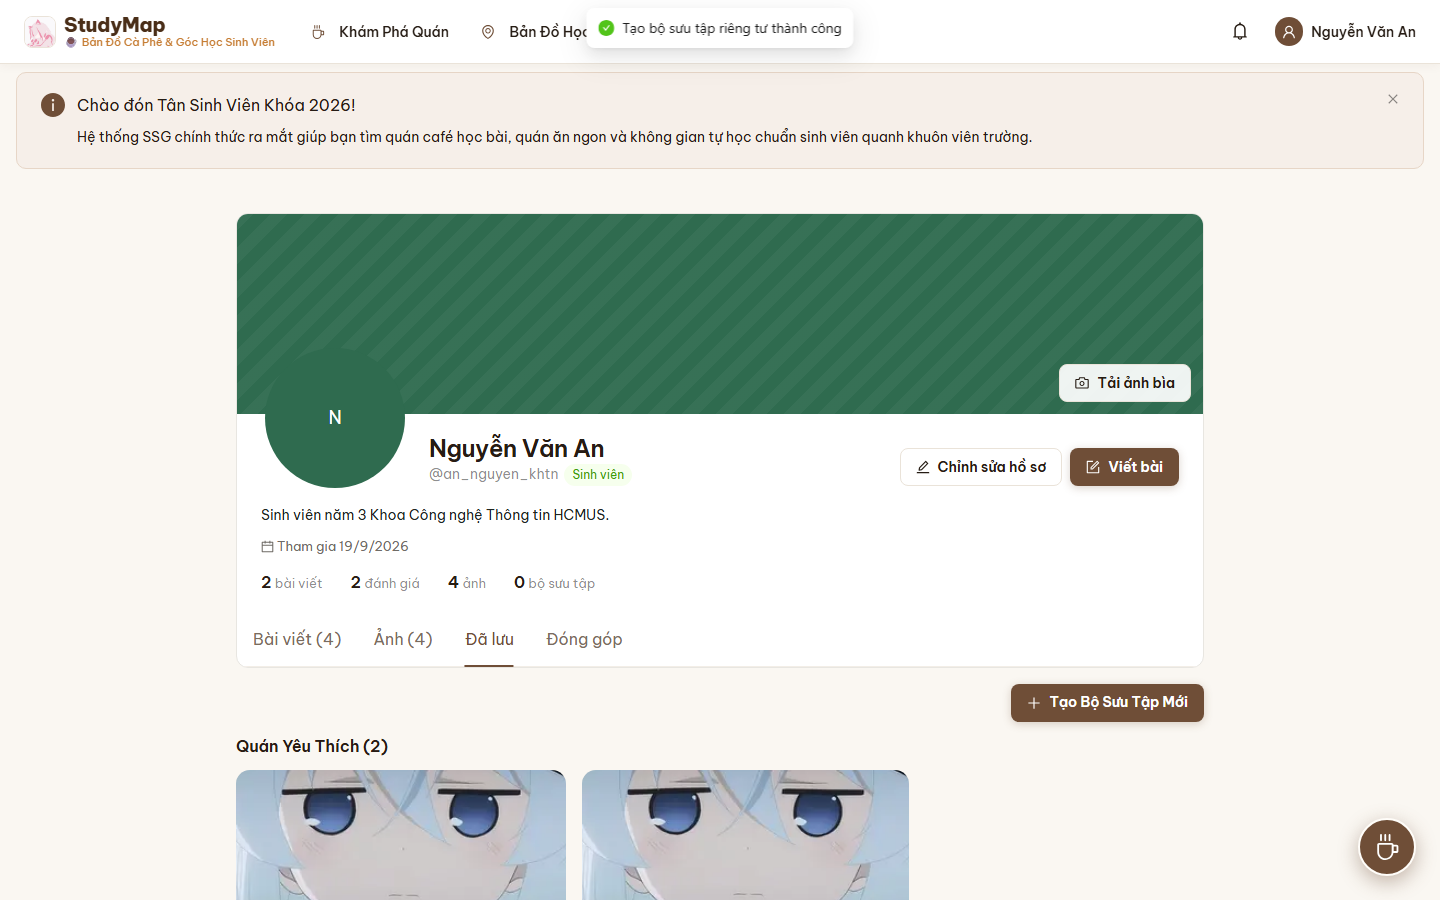 StudyMap
Bản Đồ Cà Phê & Góc Học Sinh Viên
Khám Phá Quán
Bản Đồ Học
Tạo bộ sưu tập riêng tư thành công
Nguyễn Văn An
Chào đón Tân Sinh Viên Khóa 2026!
Hệ thống SSG chính thức ra mắt giúp bạn tìm quán café học bài, quán ăn ngon và không gian tự học chuẩn sinh viên quanh khuôn viên trường.
Tải ảnh bìa
N
Nguyễn Văn An
@an_nguyen_khtn Sinh viên
Chỉnh sửa hồ sơ
Viết bài
Sinh viên năm 3 Khoa Công nghệ Thông tin HCMUS.
Tham gia 19/9/2026
2 bài viết 2 đánh giá 4 ảnh 0 bộ sưu tập
Bài viết (4) Ảnh (4) Đã lưu Đóng góp
Tạo Bộ Sưu Tập Mới
Quán Yêu Thích (2)